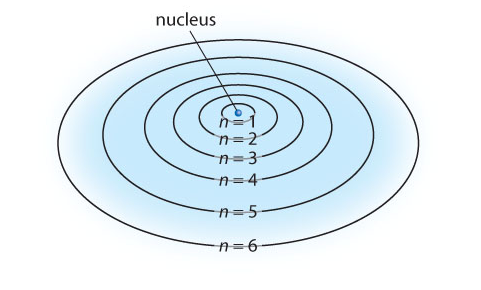 nucleus
n = 1
n = 2
n = 3
n = 4
n = 5
n = 6